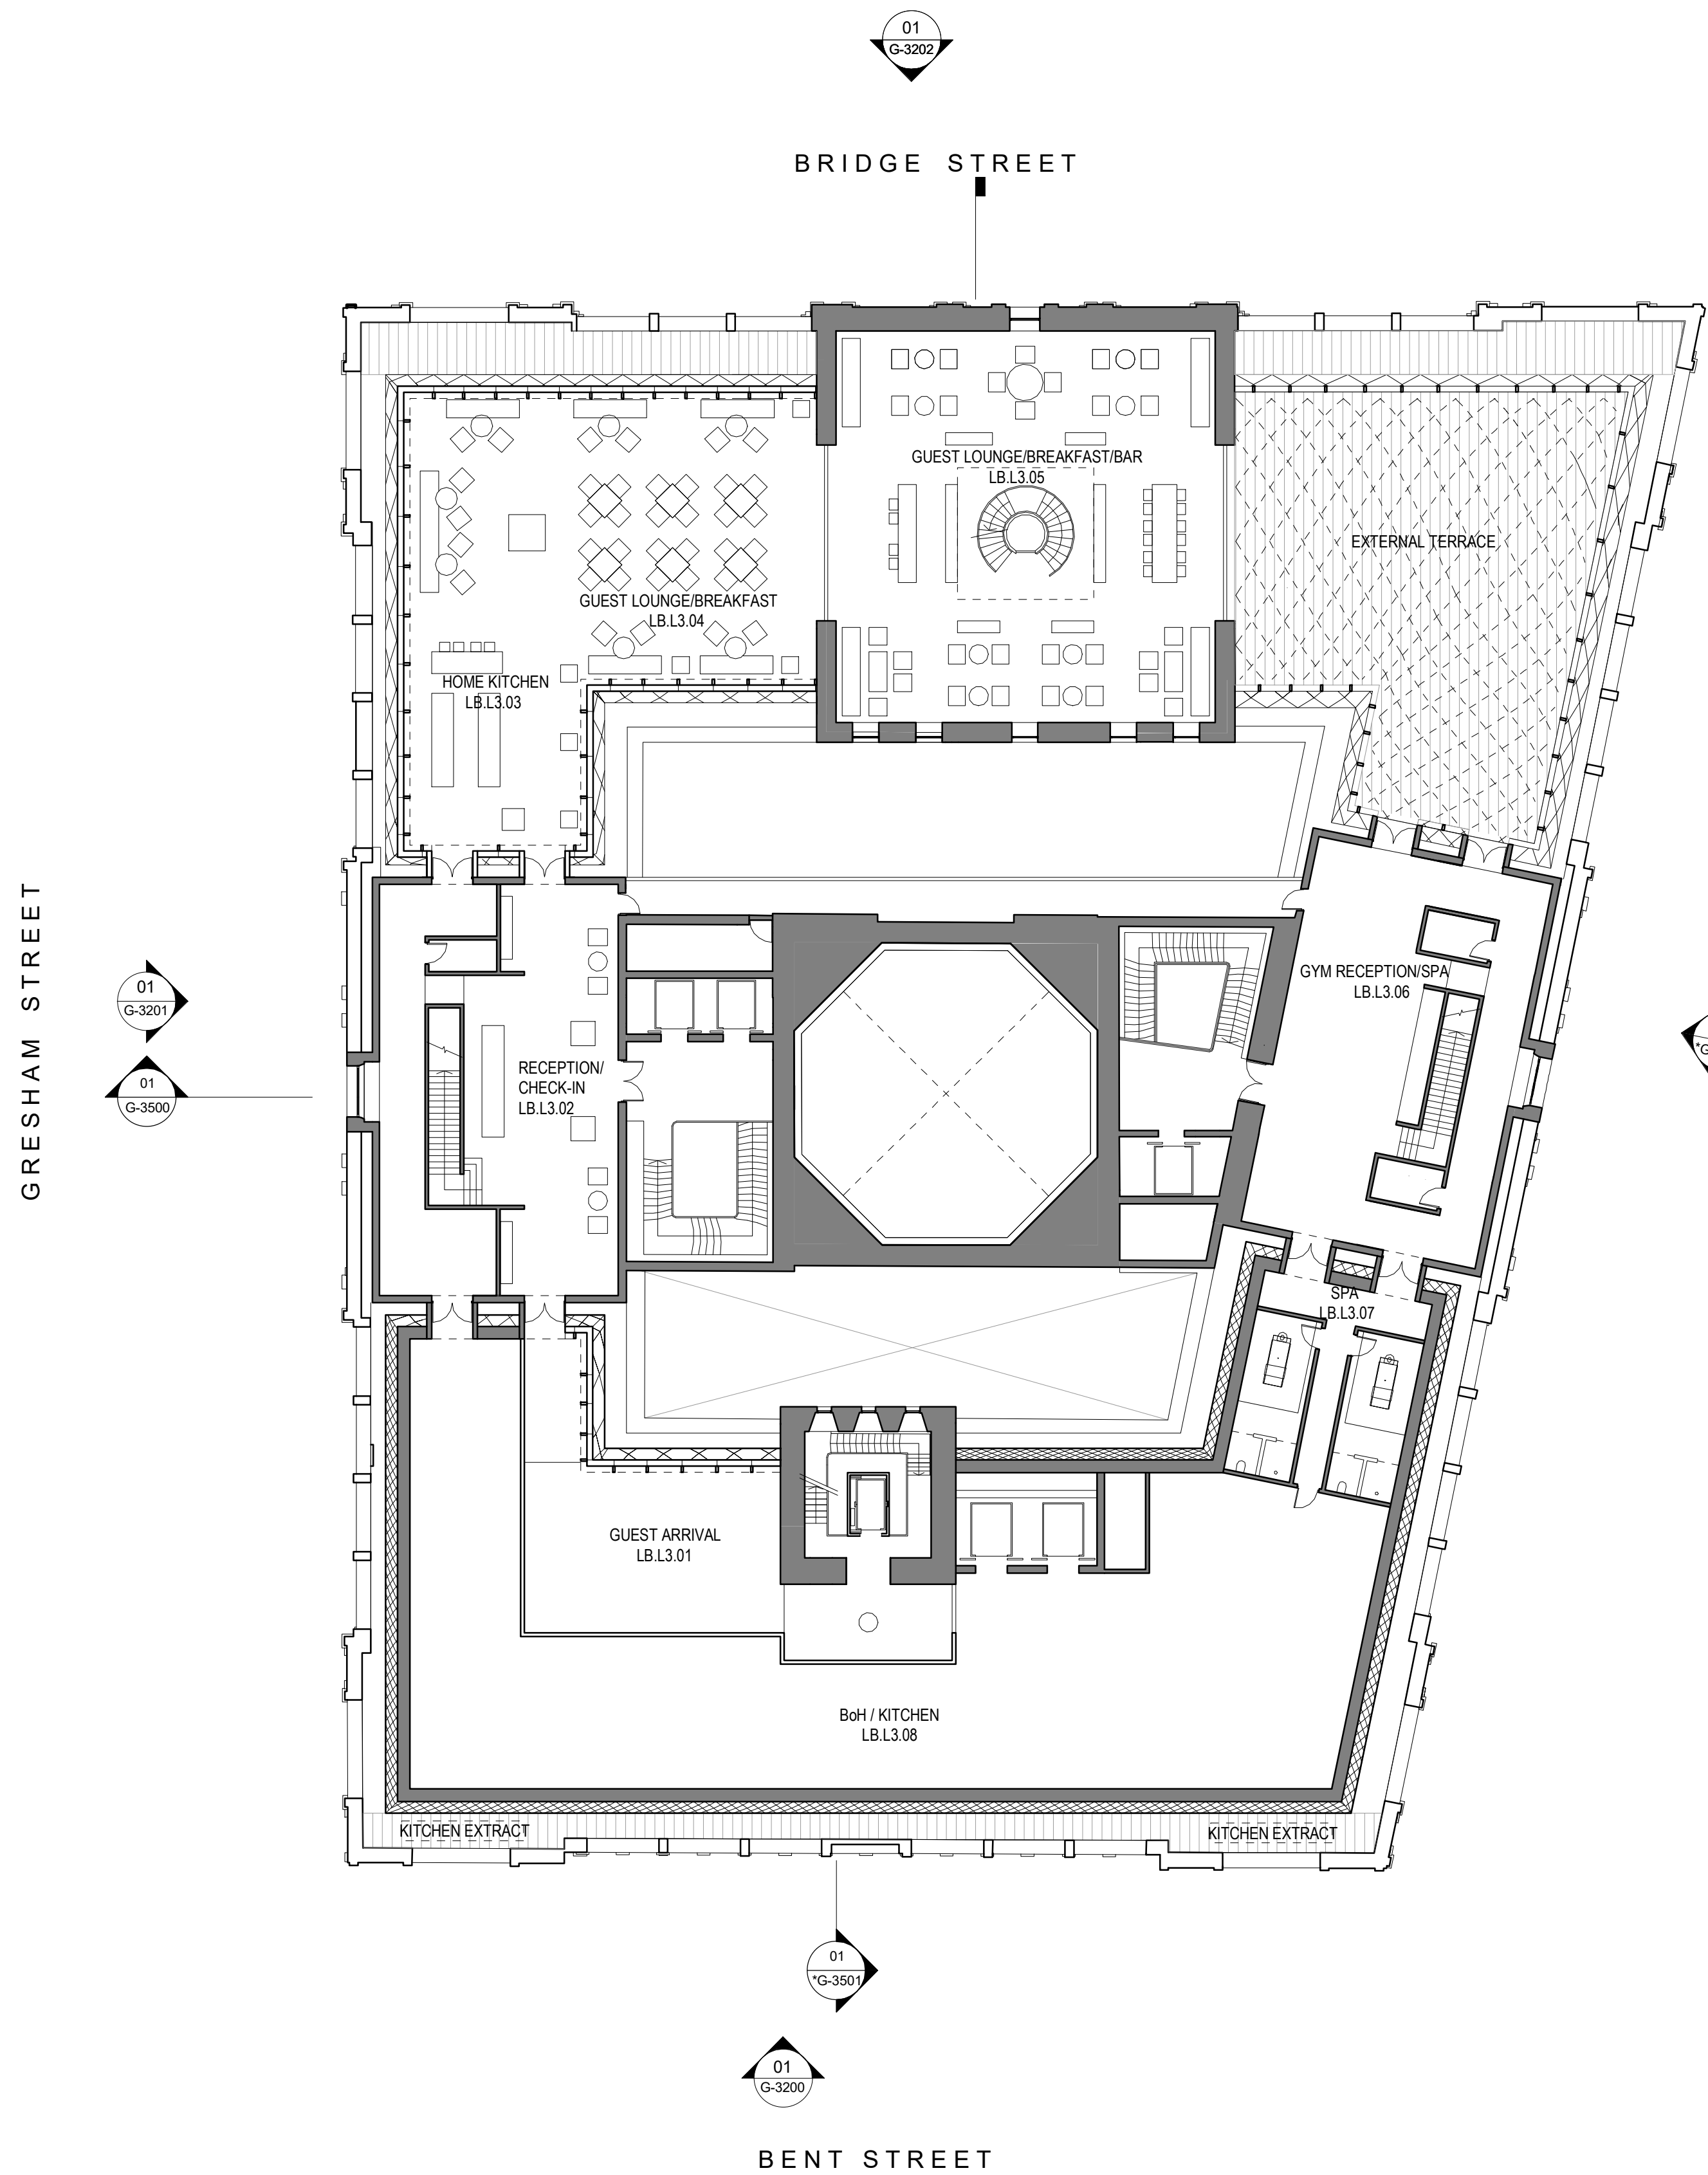 01
G-3202
BRIDGE STREET
GUEST LOUNGE/BREAKFAST/BAR
LB.L3.05
EXTERNAL TERRACE
GUEST LOUNGE/BREAKFAST
LB.L3.04
HOME KITCHEN
LB.L3.03
GRESHAM STREET
01
G-3201
01
G-3500
GYM RECEPTION/SPA
LB.L3.06
*G
RECEPTION/
CHECK-IN
LB.L3.02
SPA
LB.L3.07
GUEST ARRIVAL
LB.L3.01
BoH / KITCHEN
LB.L3.08
KITCHEN EXTRACT
KITCHEN EXTRACT
01
*G-3501
01
G-3200
BENT STREET